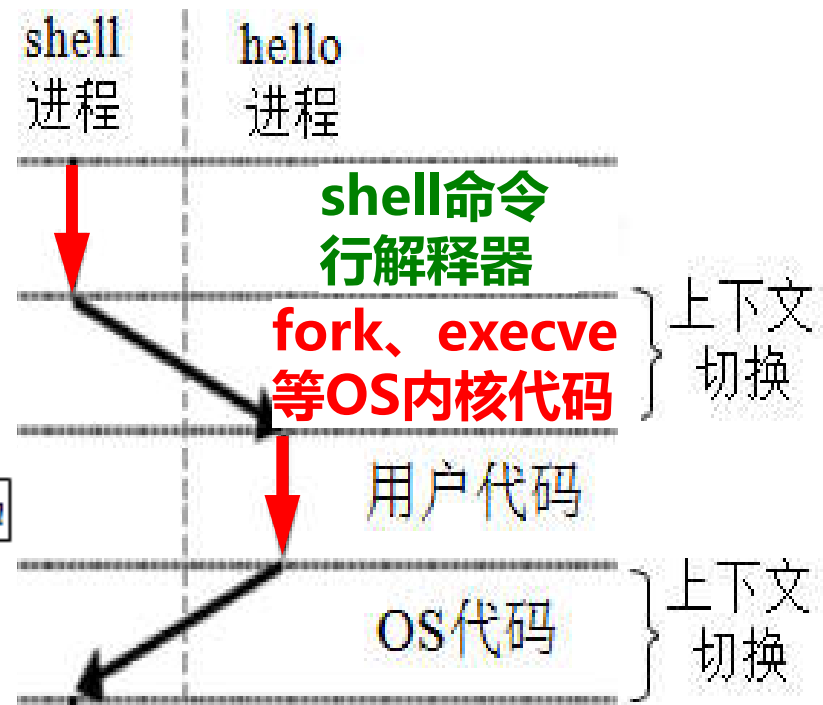 shell
进程
hello
进程
shell命令
行解释器
fork、execve
等OS内核代码
上下文
切换
用户代码
OS代码
上下文
切换